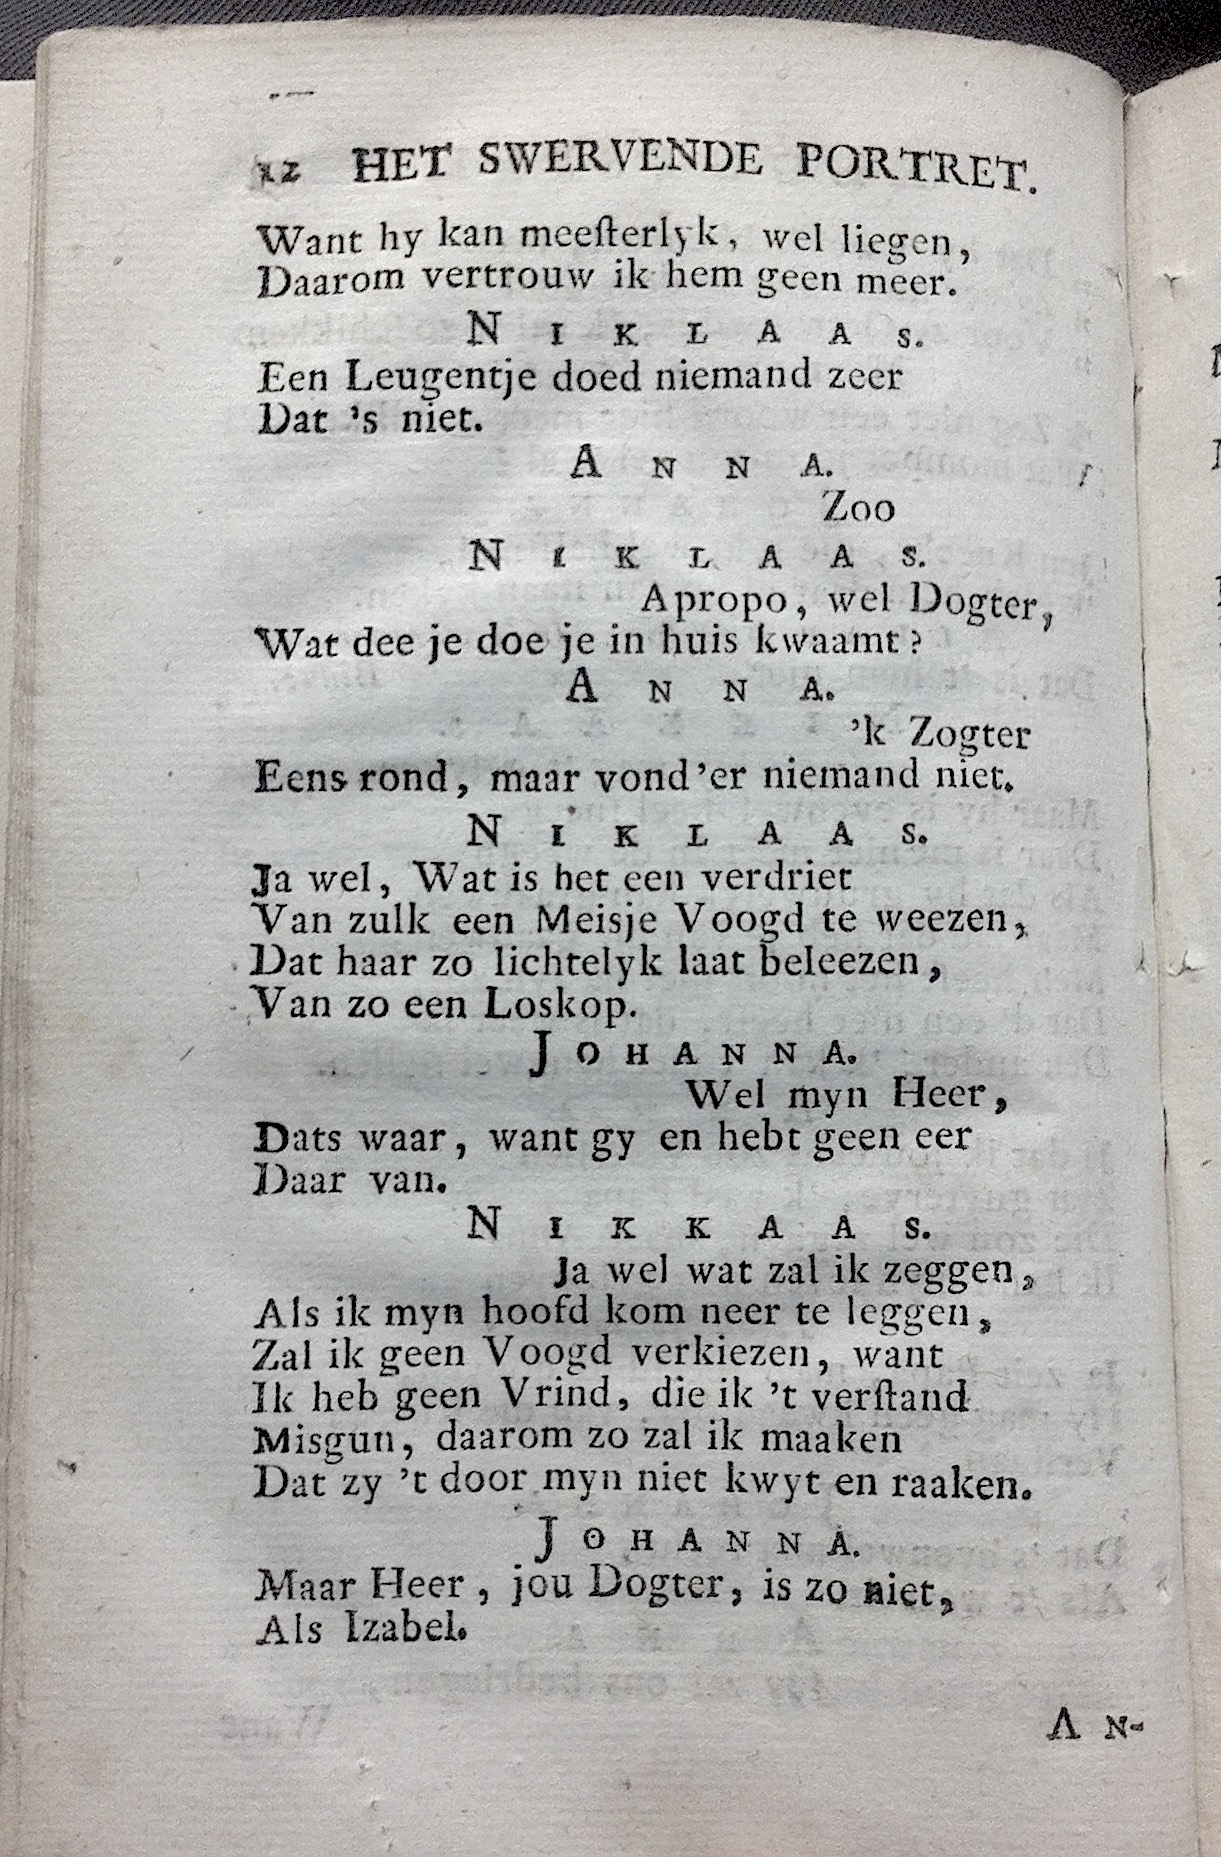 12 HET SWERVENDE PORTRET.
Want hy kan meeſterlyk, wel liegen,
Daarom vertrouw ik hem geen meer.
NIKLAAS.
Een Leugentje doed niemand zeer
Dat 's niet.
ANNA.
Zoo
NIKLAAS.
Apropo, wel Dogter,
Wat dee je doe je in huis kwaamt?
ANNA.
'k Zogter
Eens rond, maar vond'er niemand niet.
NIKLAAS.
Ja wel, Wat is het een verdriet
Van zulk een Meisje Voogd te weezen,
Dat haar zo lichtelyk laat beleezen,
Van zo een Loskop.
JOHANNA.
Wel myn Heer,
Dats waar, want gy en hebt geen eer
Daar van.
NIKKAAS.
Ja wel wat zal ik zeggen,
Als ik myn hoofd kom neer te leggen,
Zal ik geen Voogd verkiezen, want
Ik heb geen Vrind, die ik 't verſtand
Misgun, daarom zo zal ik maaken
Dat zy 't door myn niet kwyt en raaken.
JOHANNA.
Maar Heer, jou Dogter, is zo niet,
Als Izabel.
AN-